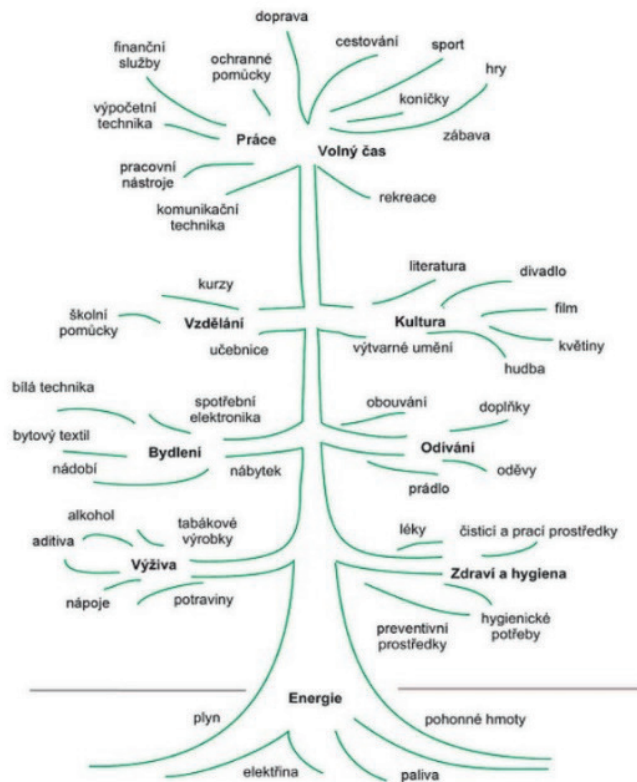 doprava
cestování
sport
finanční
služby
ochranné
pomůcky
hry
koníčky
výpočetní
technika
Práce
Volný čas
zábava
pracovní
nástroje
rekreace
komunikační
technika
literatura
divadlo
kurzy
film
školní
pomůcky
Vzdělání
Kultura
učebnice
výtvarné umění
květiny
hudba
bílá technika
spotřební
elektronika
obouvání
doplňky
bytový textil
Bydlení
Odívání
nádobí
nábytek
oděvy
prádlo
alkohol
tabákové
výrobky
léky
čisticí a prací prostředky
aditiva
Výživa
Zdraví a hygiena
nápoje
potraviny
preventivní
prostředky
hygienické
potřeby
Energie
plyn
pohonné hmoty
elektřina
paliva